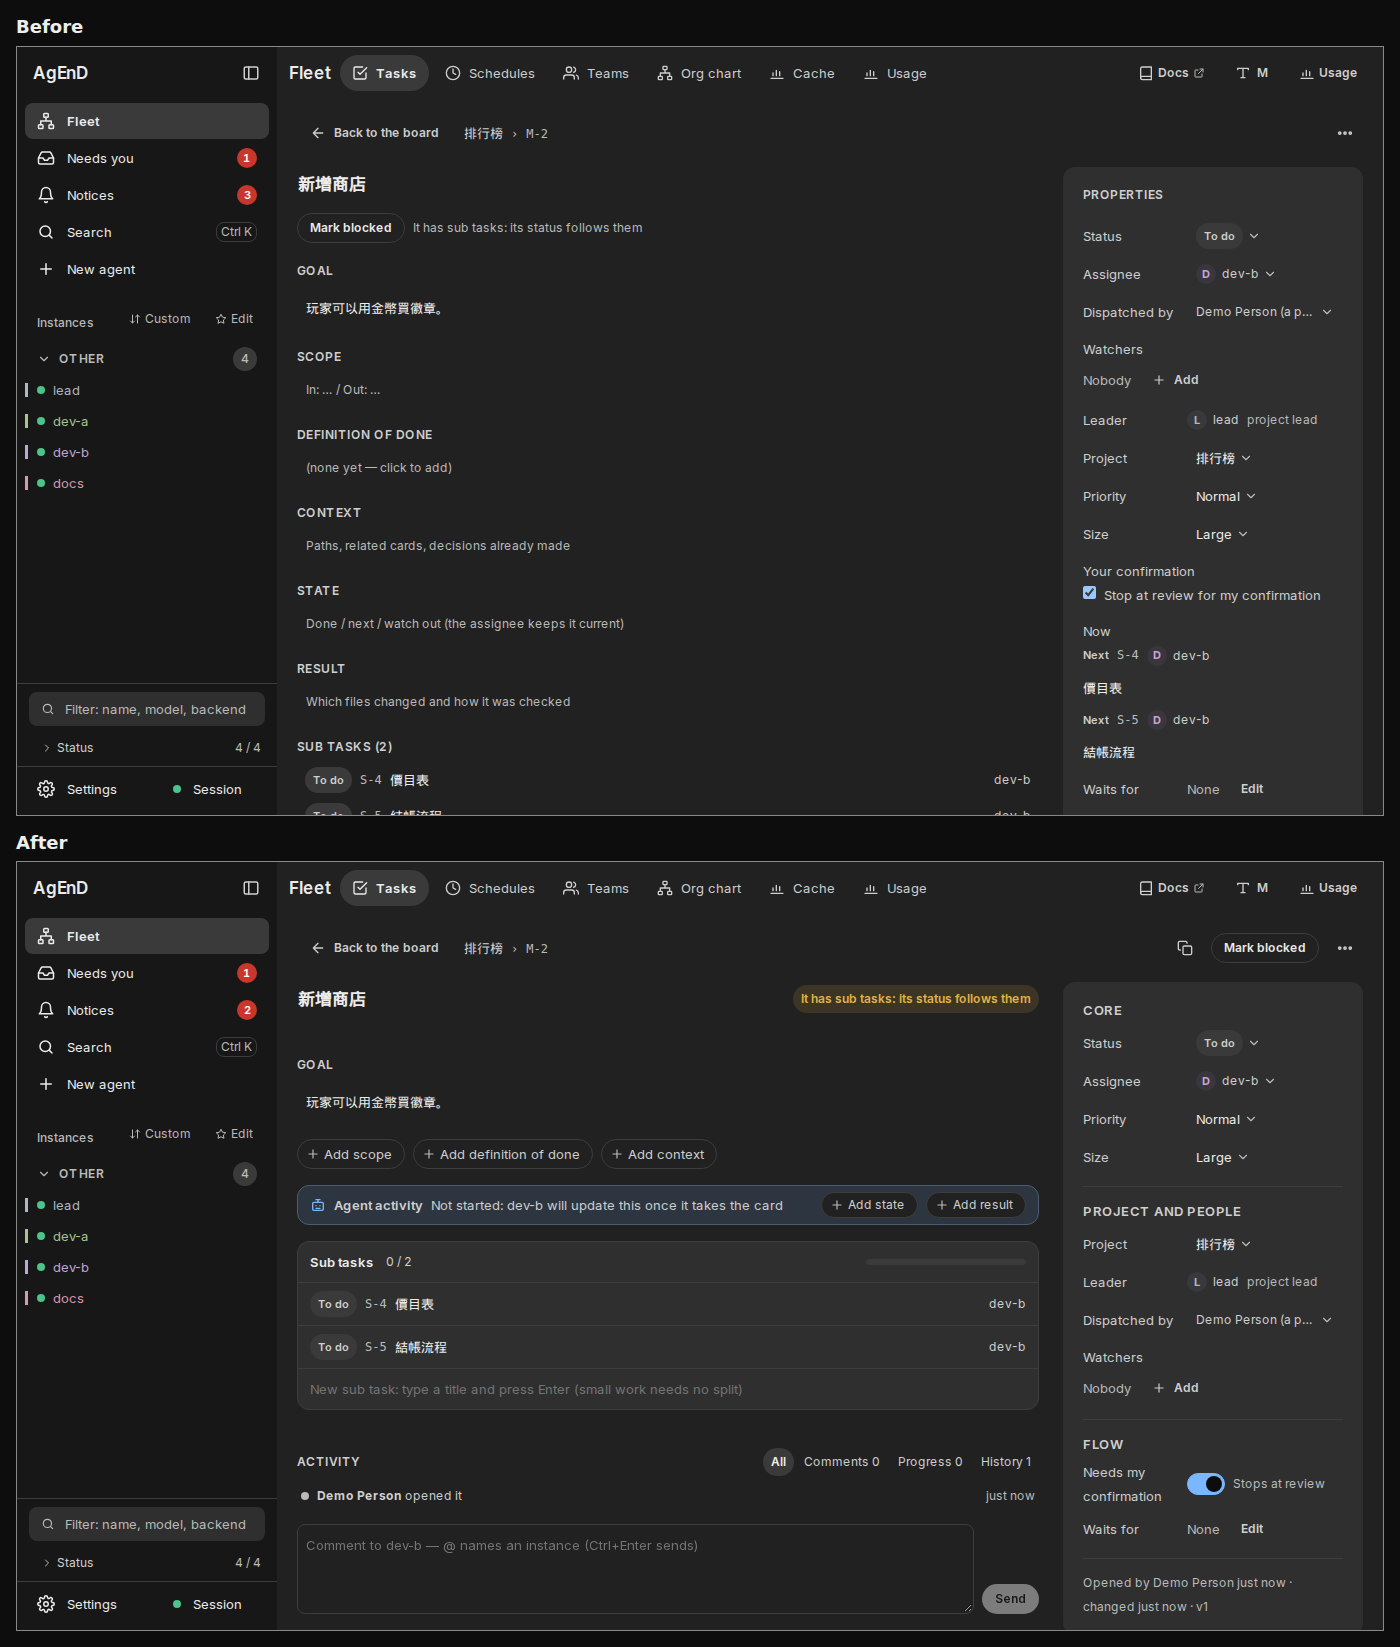 Before
AgEnD
Fleet
Needs you 1
Notices 3
Search Ctrl K
New agent
Instances Custom Edit
OTHER 4
lead
dev-a
dev-b
docs
Filter: name, model, backend
Status 4 / 4
Settings Session
Fleet Tasks Schedules Teams Org chart Cache Usage Docs M Usage
Back to the board 排行榜 › M-2
新增商店
Mark blocked It has sub tasks: its status follows them
GOAL
玩家可以用金幣買徽章。
SCOPE
In: ... / Out: ...
DEFINITION OF DONE
(none yet — click to add)
CONTEXT
Paths, related cards, decisions already made
STATE
Done / next / watch out (the assignee keeps it current)
RESULT
Which files changed and how it was checked
SUB TASKS (2)
To do S-4 價目表 dev-b
To do S-5 結帳流程 dev-b
PROPERTIES
Status To do
Assignee D dev-b
Dispatched by Demo Person (a p...
Watchers
Nobody Add
Leader L lead project lead
Project 排行榜
Priority Normal
Size Large
Your confirmation
Stop at review for my confirmation
Now
Next S-4 D dev-b
價目表
Next S-5 D dev-b
結帳流程
Waits for None Edit
After
AgEnD
Fleet
Needs you 1
Notices 2
Search Ctrl K
New agent
Instances Custom Edit
OTHER 4
lead
dev-a
dev-b
docs
Filter: name, model, backend
Status 4 / 4
Settings Session
Fleet Tasks Schedules Teams Org chart Cache Usage Docs M Usage
Back to the board 排行榜 › M-2 Mark blocked
新增商店 It has sub tasks: its status follows them
GOAL
玩家可以用金幣買徽章。
Add scope Add definition of done Add context
Agent activity Not started: dev-b will update this once it takes the card Add state Add result
Sub tasks 0 / 2
To do S-4 價目表 dev-b
To do S-5 結帳流程 dev-b
New sub task: type a title and press Enter (small work needs no split)
ACTIVITY All Comments 0 Progress 0 History 1
Demo Person opened it just now
Comment to dev-b — @ names an instance (Ctrl+Enter sends)
Send
CORE
Status To do
Assignee D dev-b
Priority Normal
Size Large
PROJECT AND PEOPLE
Project 排行榜
Leader L lead project lead
Dispatched by Demo Person (a p...
Watchers
Nobody Add
FLOW
Needs my
confirmation Stops at review
Waits for None Edit
Opened by Demo Person just now ·
changed just now · v1